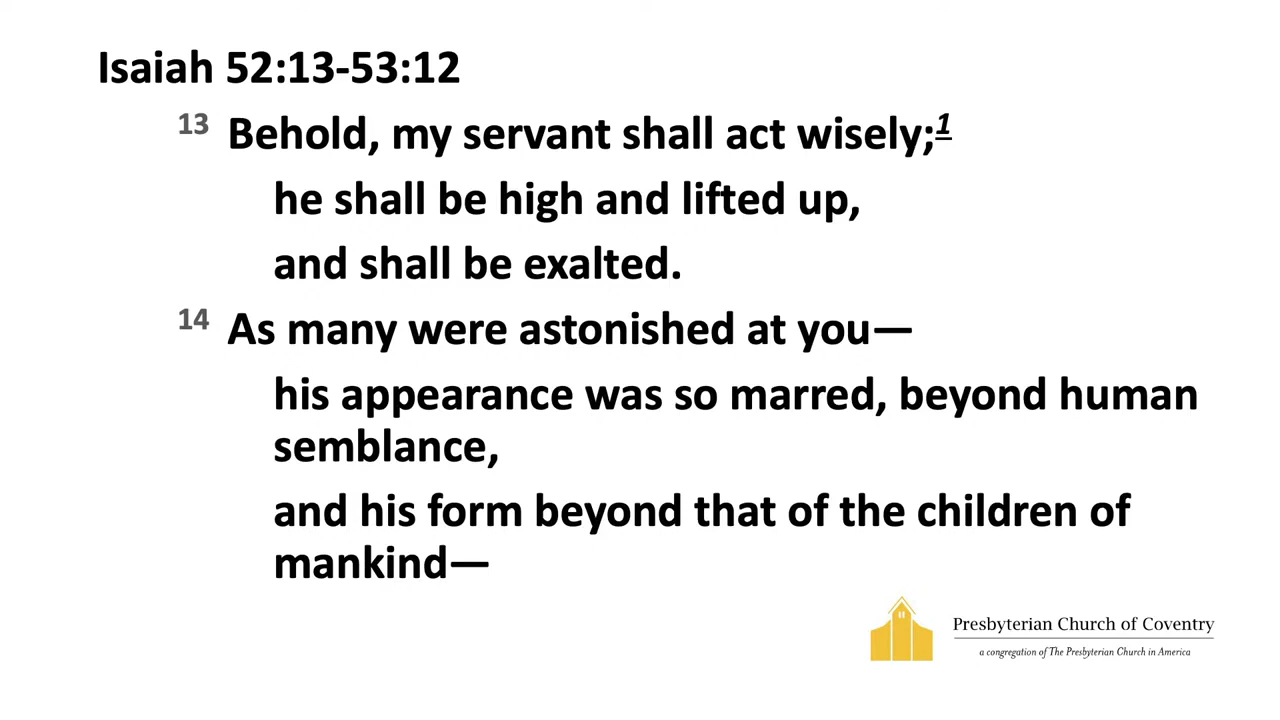 Isaiah 52:13-53:12
13 Behold, my servant shall act wisely;1
he shall be high and lifted up,
and shall be exalted.
14 As many were astonished at you—
his appearance was so marred, beyond human
semblance,
and his form beyond that of the children of
mankind—
Presbyterian Church of Coventry
a congregation of The Presbyterian Church in America